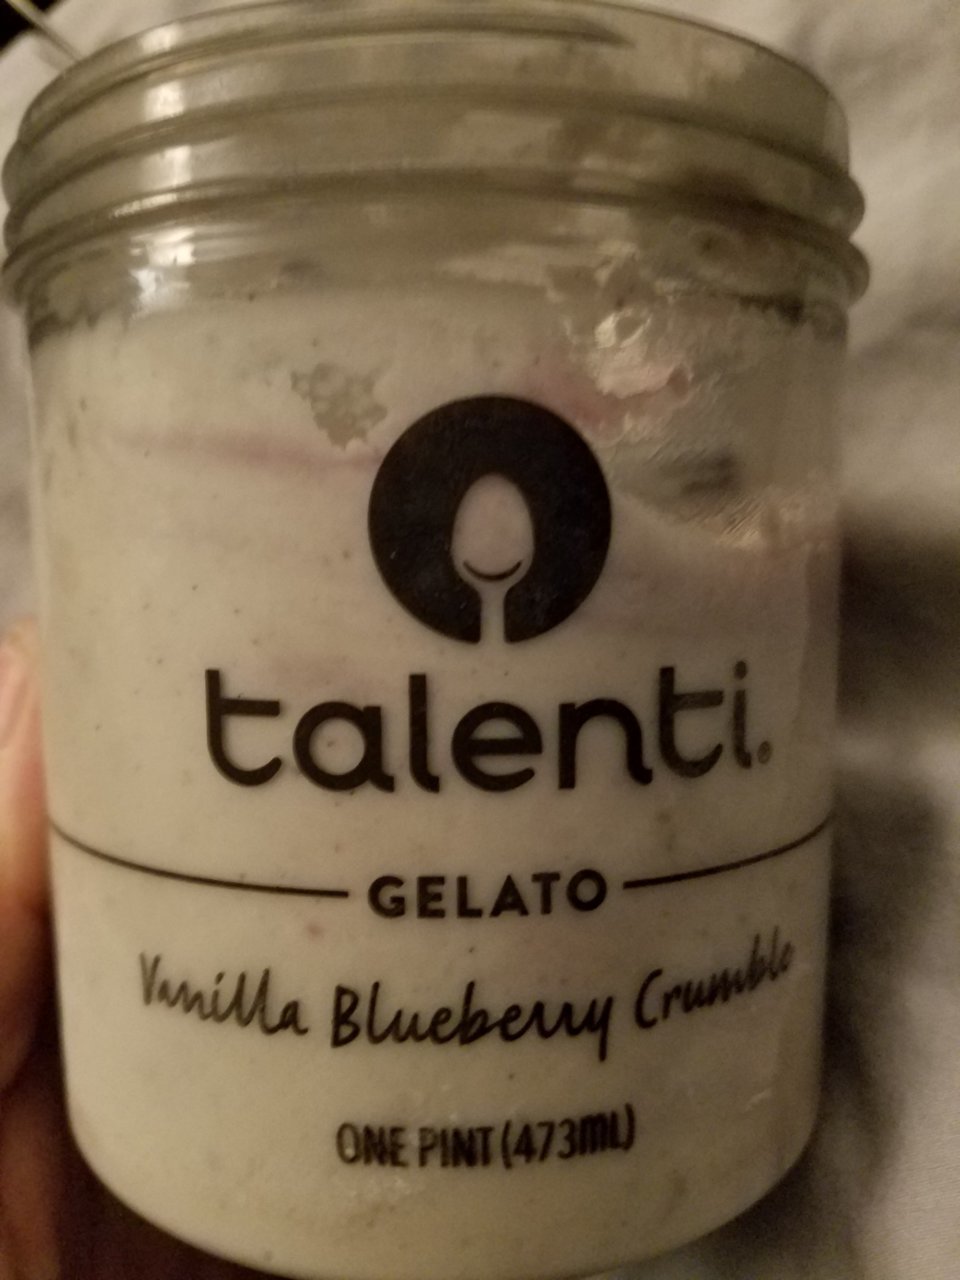 talenti®
GELATO
Vanilla Blueberry Crumble
ONE PINT (473mL)